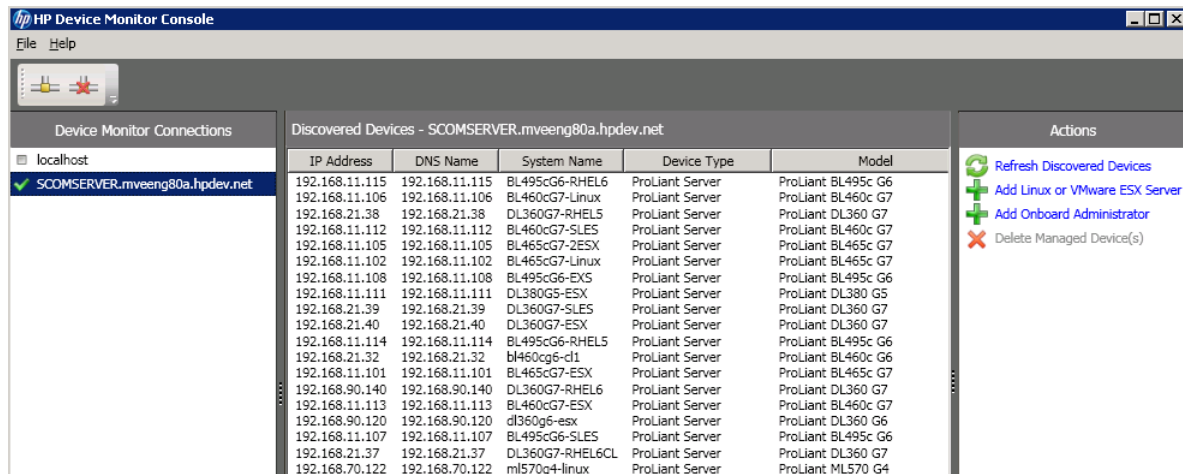 hp HP Device Monitor Console
File Help
Device Monitor Connections
localhost
SCOMSERVER.mveeng80a.hpdev.net
Discovered Devices - SCOMSERVER.mveeng80a.hpdev.net
IP Address DNS Name System Name Device Type Model
192.168.11.115 192.168.11.115 BL495cG6-RHEL6 ProLiant Server ProLiant BL495c G6
192.168.11.106 192.168.11.106 BL460cG7-Linux ProLiant Server ProLiant BL460c G7
192.168.21.38 192.168.21.38 DL360G7-RHEL5 ProLiant Server ProLiant DL360 G7
192.168.11.112 192.168.11.112 BL460cG7-SLES ProLiant Server ProLiant BL460c G7
192.168.11.105 192.168.11.105 BL465cG7-2ESX ProLiant Server ProLiant BL465c G7
192.168.11.102 192.168.11.102 BL465cG7-Linux ProLiant Server ProLiant BL465c G7
192.168.11.108 192.168.11.108 BL495cG6-EXS ProLiant Server ProLiant BL495c G6
192.168.11.111 192.168.11.111 DL380G5-ESX ProLiant Server ProLiant DL380 G5
192.168.21.39 192.168.21.39 DL360G7-SLES ProLiant Server ProLiant DL360 G7
192.168.21.40 192.168.21.40 DL360G7-ESX ProLiant Server ProLiant DL360 G7
192.168.11.114 192.168.11.114 BL495cG6-RHEL5 ProLiant Server ProLiant BL495c G6
192.168.21.32 192.168.21.32 bl460cg6-cl1 ProLiant Server ProLiant BL460c G6
192.168.11.101 192.168.11.101 BL465cG7-ESX ProLiant Server ProLiant BL465c G7
192.168.90.140 192.168.90.140 DL360G7-RHEL6 ProLiant Server ProLiant DL360 G7
192.168.11.113 192.168.11.113 BL460cG7-ESX ProLiant Server ProLiant BL460c G7
192.168.90.120 192.168.90.120 dl360g6-esx ProLiant Server ProLiant DL360 G6
192.168.11.107 192.168.11.107 BL495cG6-SLES ProLiant Server ProLiant BL495c G6
192.168.21.37 192.168.21.37 DL360G7-RHEL6CL ProLiant Server ProLiant DL360 G7
192.168.70.122 192.168.70.122 ml570g4-linux ProLiant Server ProLiant ML570 G4
Actions
Refresh Discovered Devices
Add Linux or VMware ESX Server
Add Onboard Administrator
Delete Managed Device(s)